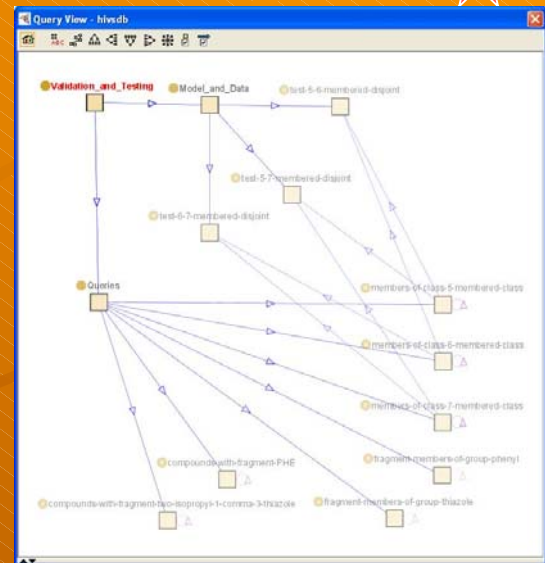 Query View - hivsdb
ABC
Validation_and_Testing
Model_and_Data
test-5-6-membered-disjoint
test-5-7-membered-disjoint
test-6-7-membered-disjoint
Queries
members-of-class-5-membered-class
members-of-class-6-membered-class
members-of-class-7-membered-class
compounds-with-fragment-PHE
fragment-members-of-group-phenyl
compounds-with-fragment-two-isopropyl-1-comma-3-thiazole
fragment-members-of-group-thiazole